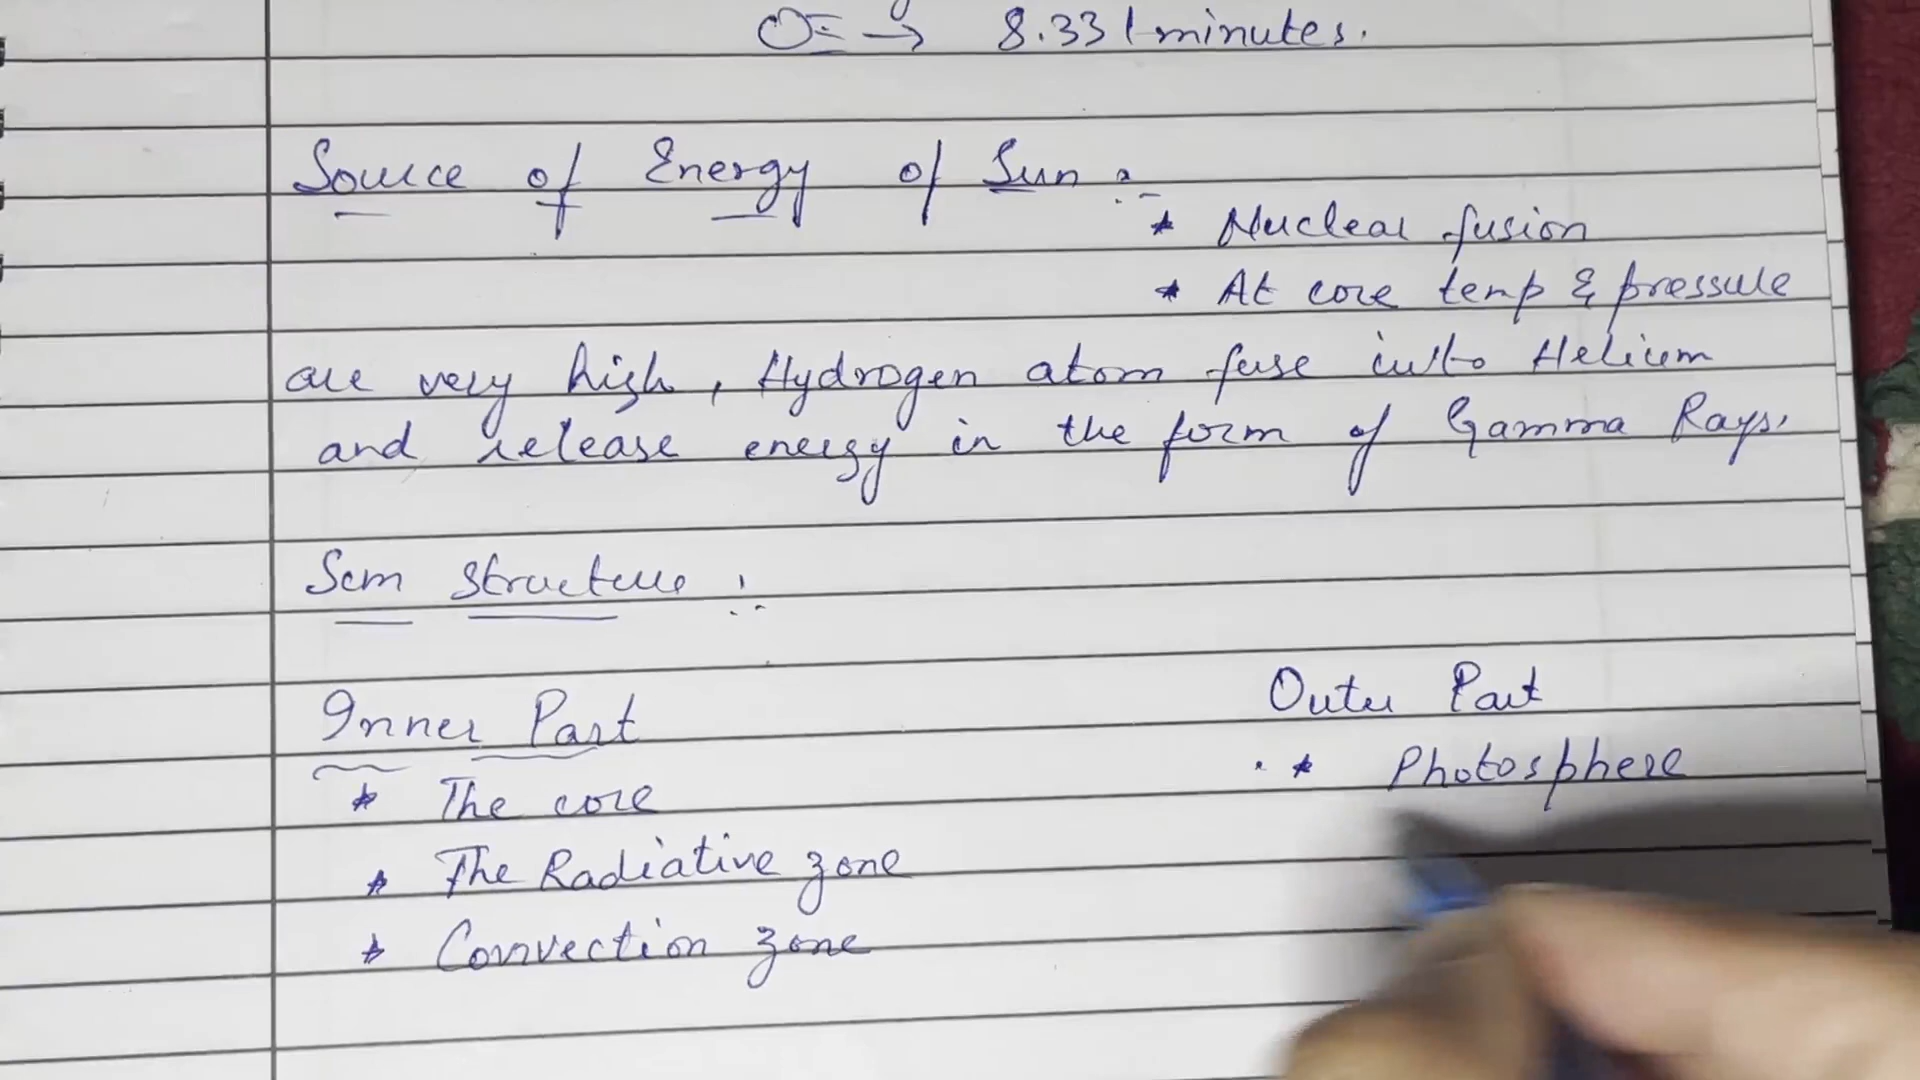 8.33 / minutes.
Source of Energy of Sun :-
* Nuclear fusion
* At core temp & pressure
are very high, Hydrogen atom fuse into Helium
and release energy in the form of Gamma Rays.
Sun Structure :-
Inner Part
Outer Part
* The core
* Photosphere
* The Radiative zone
* Convection zone